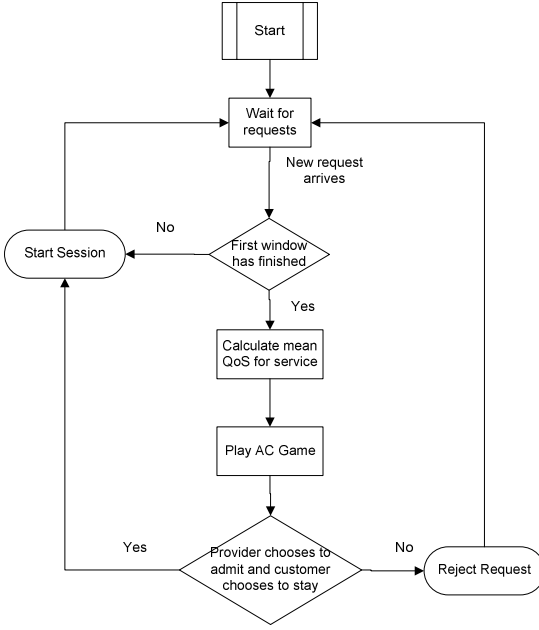 Start
Wait for
requests
New request
arrives
No
Start Session
First window
has finished
Yes
Calculate mean
QoS for service
Play AC Game
Yes
Provider chooses to
admit and customer
chooses to stay
No
Reject Request